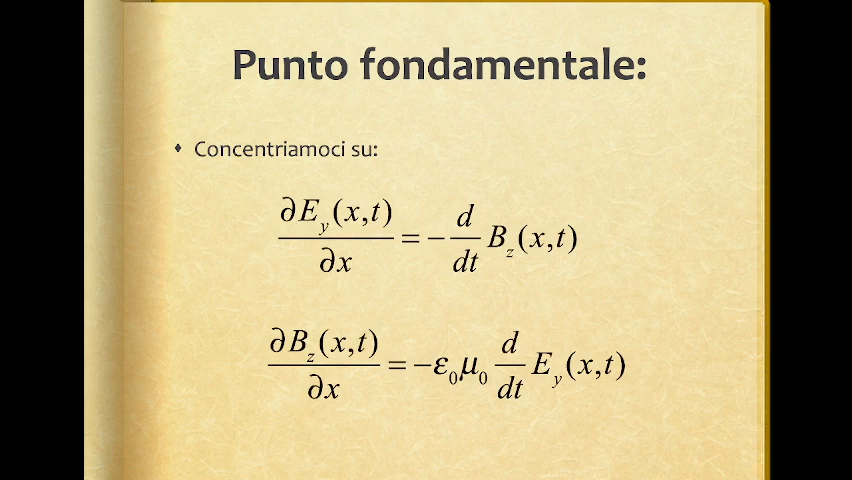 Punto fondamentale:
♦ Concentriamoci su:
∂E_y(x,t)/∂x = − d/dt B_z(x,t)
∂B_z(x,t)/∂x = −ε₀μ₀ d/dt E_y(x,t)